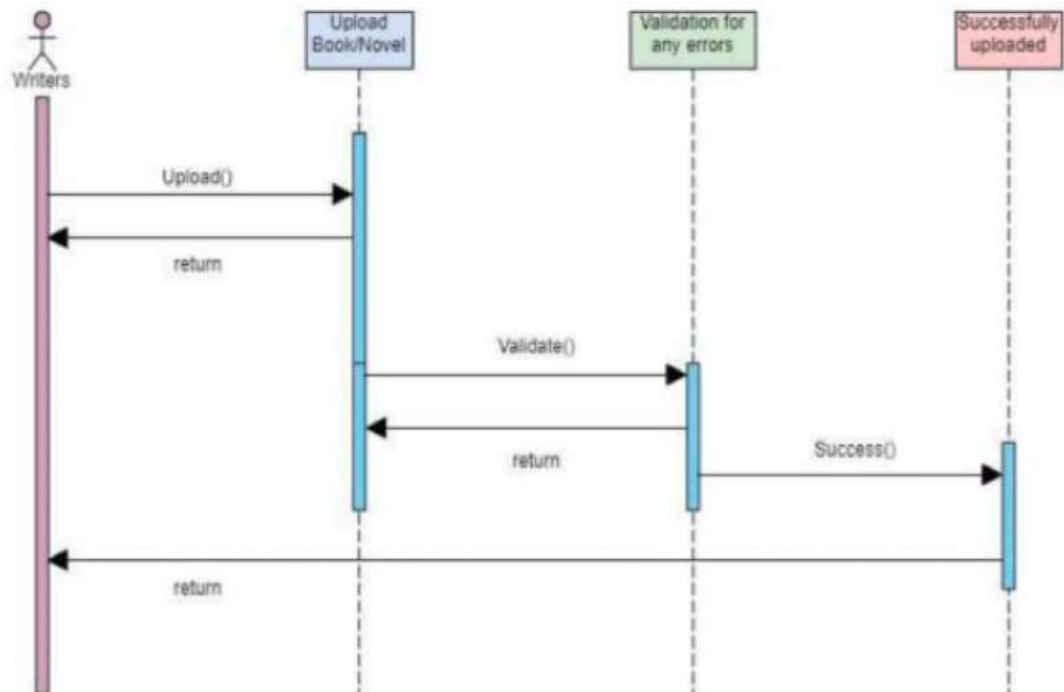 Upload
Book/Novel
Validation for
any errors
Successfully
uploaded
Writers
Upload()
return
Validate()
return
Success()
return